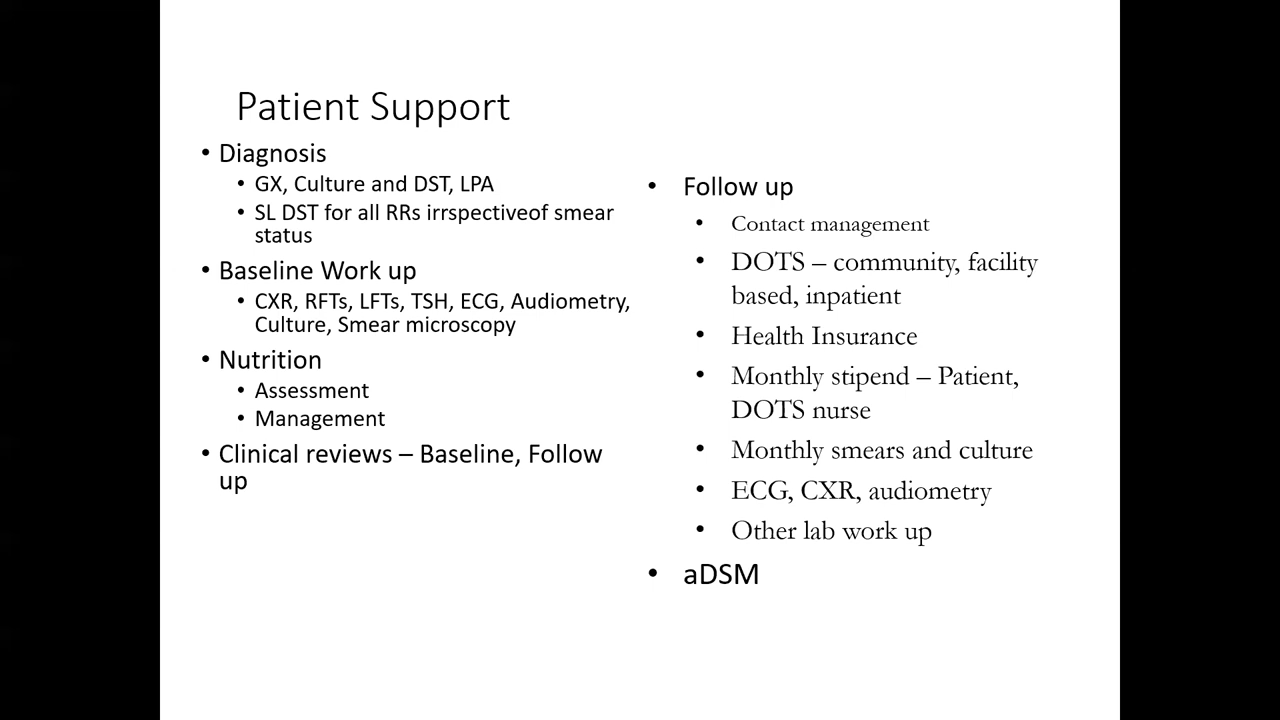 Patient Support
• Diagnosis
• GX, Culture and DST, LPA
• SL DST for all RRs irrspectiveof smear
status
• Baseline Work up
• CXR, RFTs, LFTs, TSH, ECG, Audiometry,
Culture, Smear microscopy
• Nutrition
• Assessment
• Management
• Clinical reviews – Baseline, Follow
up
• Follow up
• Contact management
• DOTS – community, facility
based, inpatient
• Health Insurance
• Monthly stipend – Patient,
DOTS nurse
• Monthly smears and culture
• ECG, CXR, audiometry
• Other lab work up
• aDSM